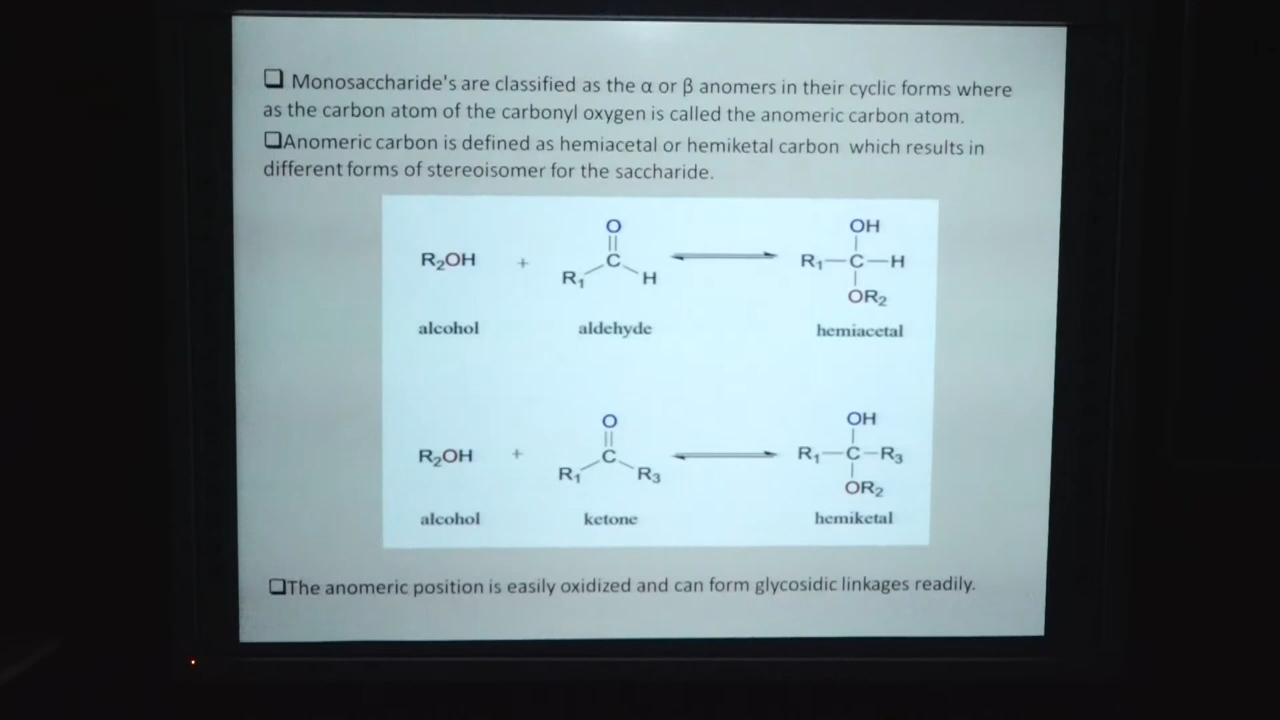 ❑ Monosaccharide's are classified as the α or β anomers in their cyclic forms where
as the carbon atom of the carbonyl oxygen is called the anomeric carbon atom.
❑Anomeric carbon is defined as hemiacetal or hemiketal carbon which results in
different forms of stereoisomer for the saccharide.
O OH
R₂OH + C R₁—C—H
R₁ H
OR₂
alcohol aldehyde hemiacetal
O OH
R₂OH + C R₁—C—R₃
R₁ R₃
OR₂
alcohol ketone hemiketal
❑The anomeric position is easily oxidized and can form glycosidic linkages readily.